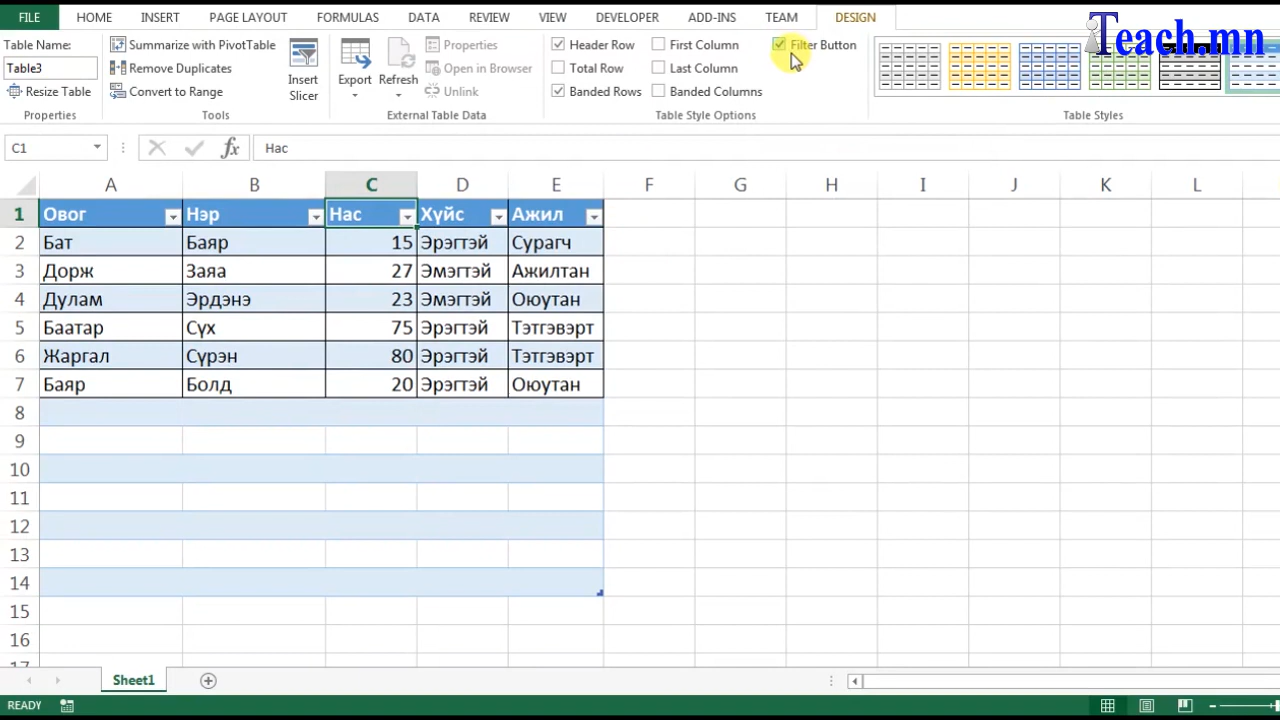 FILE HOME INSERT PAGE LAYOUT FORMULAS DATA REVIEW VIEW DEVELOPER ADD-INS TEAM DESIGN
Teach.mn
Table Name:
Table3
Resize Table
Properties
Summarize with PivotTable
Remove Duplicates
Convert to Range
Tools
Insert
Slicer
Export
Refresh
Properties
Open in Browser
Unlink
External Table Data
Header Row
Total Row
Banded Rows
First Column
Last Column
Banded Columns
Filter Button
Table Style Options
Table Styles
C1 fx Нас
A B C D E F G H I J K L
1 Овог Нэр Нас Хүйс Ажил
2 Бат Баяр 15 Эрэгтэй Сурагч
3 Дорж Заяа 27 Эмэгтэй Ажилтан
4 Дулам Эрдэнэ 23 Эмэгтэй Оюутан
5 Баатар Сүх 75 Эрэгтэй Тэтгэвэрт
6 Жаргал Сүрэн 80 Эрэгтэй Тэтгэвэрт
7 Баяр Болд 20 Эрэгтэй Оюутан
8
9
10
11
12
13
14
15
16
17
Sheet1
READY